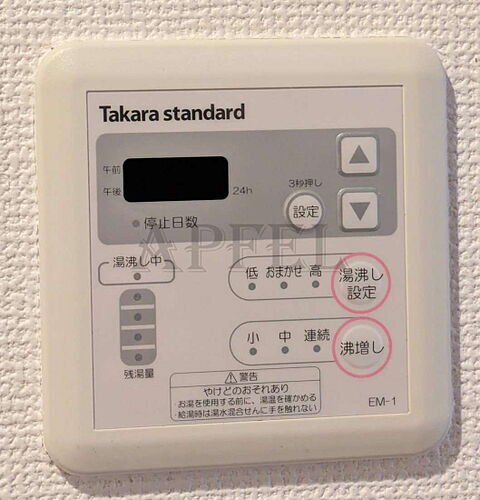 Takara standard
午前
午後
24h
3秒押し
設定
停止日数
APFEL
湯沸し中
低 おまかせ 高
湯沸し
設定
小 中 連続
沸増し
残湯量
警告
やけどのおそれあり
・お湯を使用する前に、湯温を確かめる
・給湯時は湯水混合せんに手を触れない
EM-1